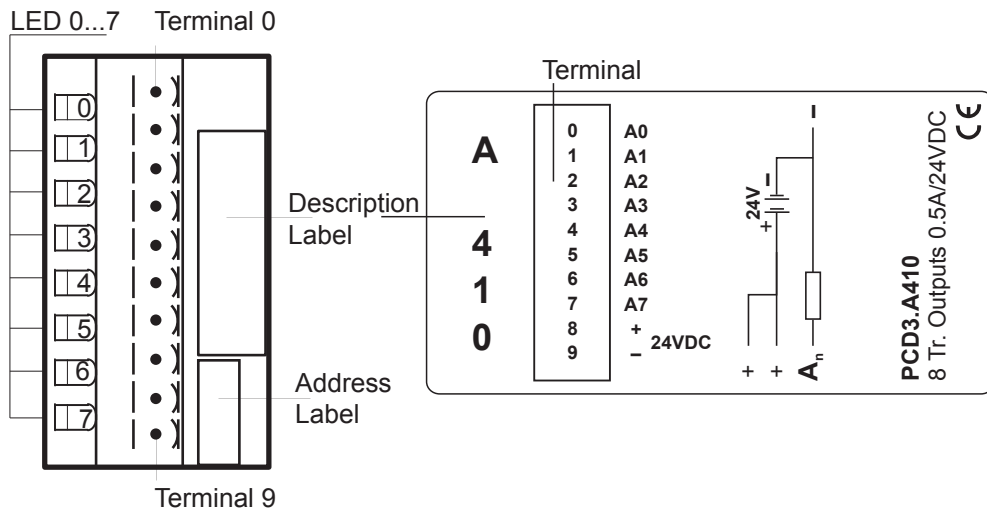 LED 0...7
Terminal 0
0
1
2
3
4
5
6
7
Description
Label
Address
Label
Terminal 9
Terminal
A
4
1
0
0 A0
1 A1
2 A2
3 A3
4 A4
5 A5
6 A6
7 A7
8 +
9 –
24VDC
24V
–
+
–
+ + An
PCD3.A410
8 Tr. Outputs 0.5A/24VDC
CE